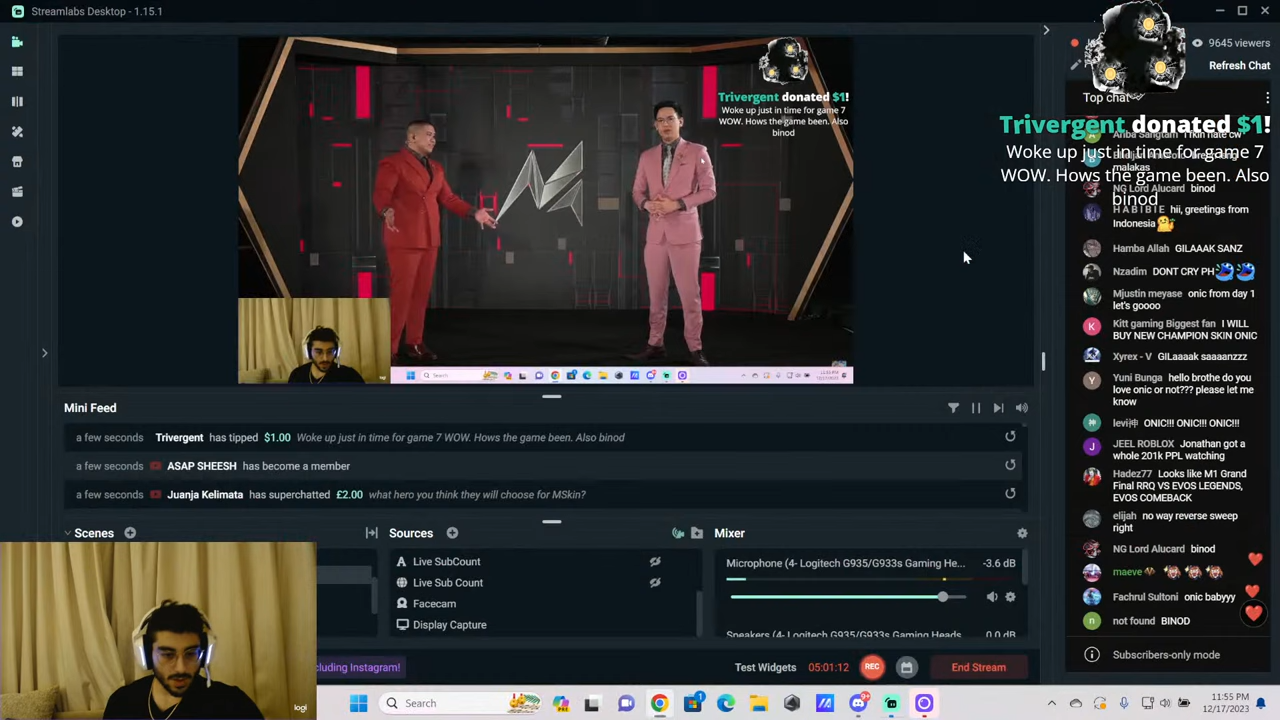 Streamlabs Desktop - 1.15.1
9645 viewers
Refresh Chat
Top chat
Trivergent donated $1!
Woke up just in time for game 7
WOW. Hows the game been. Also
binod
Trivergent donated $1!
Woke up just in time for game 7
WOW. Hows the game been. Also
binod
malakas
NG Lord Alucard binod
H A B I B I E hii, greetings from
Indonesia
Hamba Allah GILAAAK SANZ
Nzadim DONT CRY PH
Mjustin meyase onic from day 1
let's goooo
Kitt gaming Biggest fan I WILL
BUY NEW CHAMPION SKIN ONIC
Xyrex - V GILaaaak saaaanzzz
Yuni Bunga hello brothe do you
love onic or not??? please let me
know
levi神 ONIC!!! ONIC!!! ONIC!!!
JEEL ROBLOX Jonathan got a
whole 201k PPL watching
Hadez77 Looks like M1 Grand
Final RRQ VS EVOS LEGENDS,
EVOS COMEBACK
elijah no way reverse sweep
right
NG Lord Alucard binod
maeve
Fachrul Sultoni onic babyyy
not found BINOD
Subscribers-only mode
Mini Feed
a few seconds Trivergent has tipped $1.00 Woke up just in time for game 7 WOW. Hows the game been. Also binod
a few seconds ASAP SHEESH has become a member
a few seconds Juanja Kelimata has superchatted £2.00 what hero you think they will choose for MSkin?
Scenes
Sources
Live SubCount
Live Sub Count
Facecam
Display Capture
Mixer
Microphone (4- Logitech G935/G933s Gaming He... -3.6 dB
Speakers (4- Logitech G935/G933s Gaming Heads 0.0 dB
cluding Instagram!
Test Widgets 05:01:12 REC End Stream
logi
Search
11:55 PM
12/17/2023